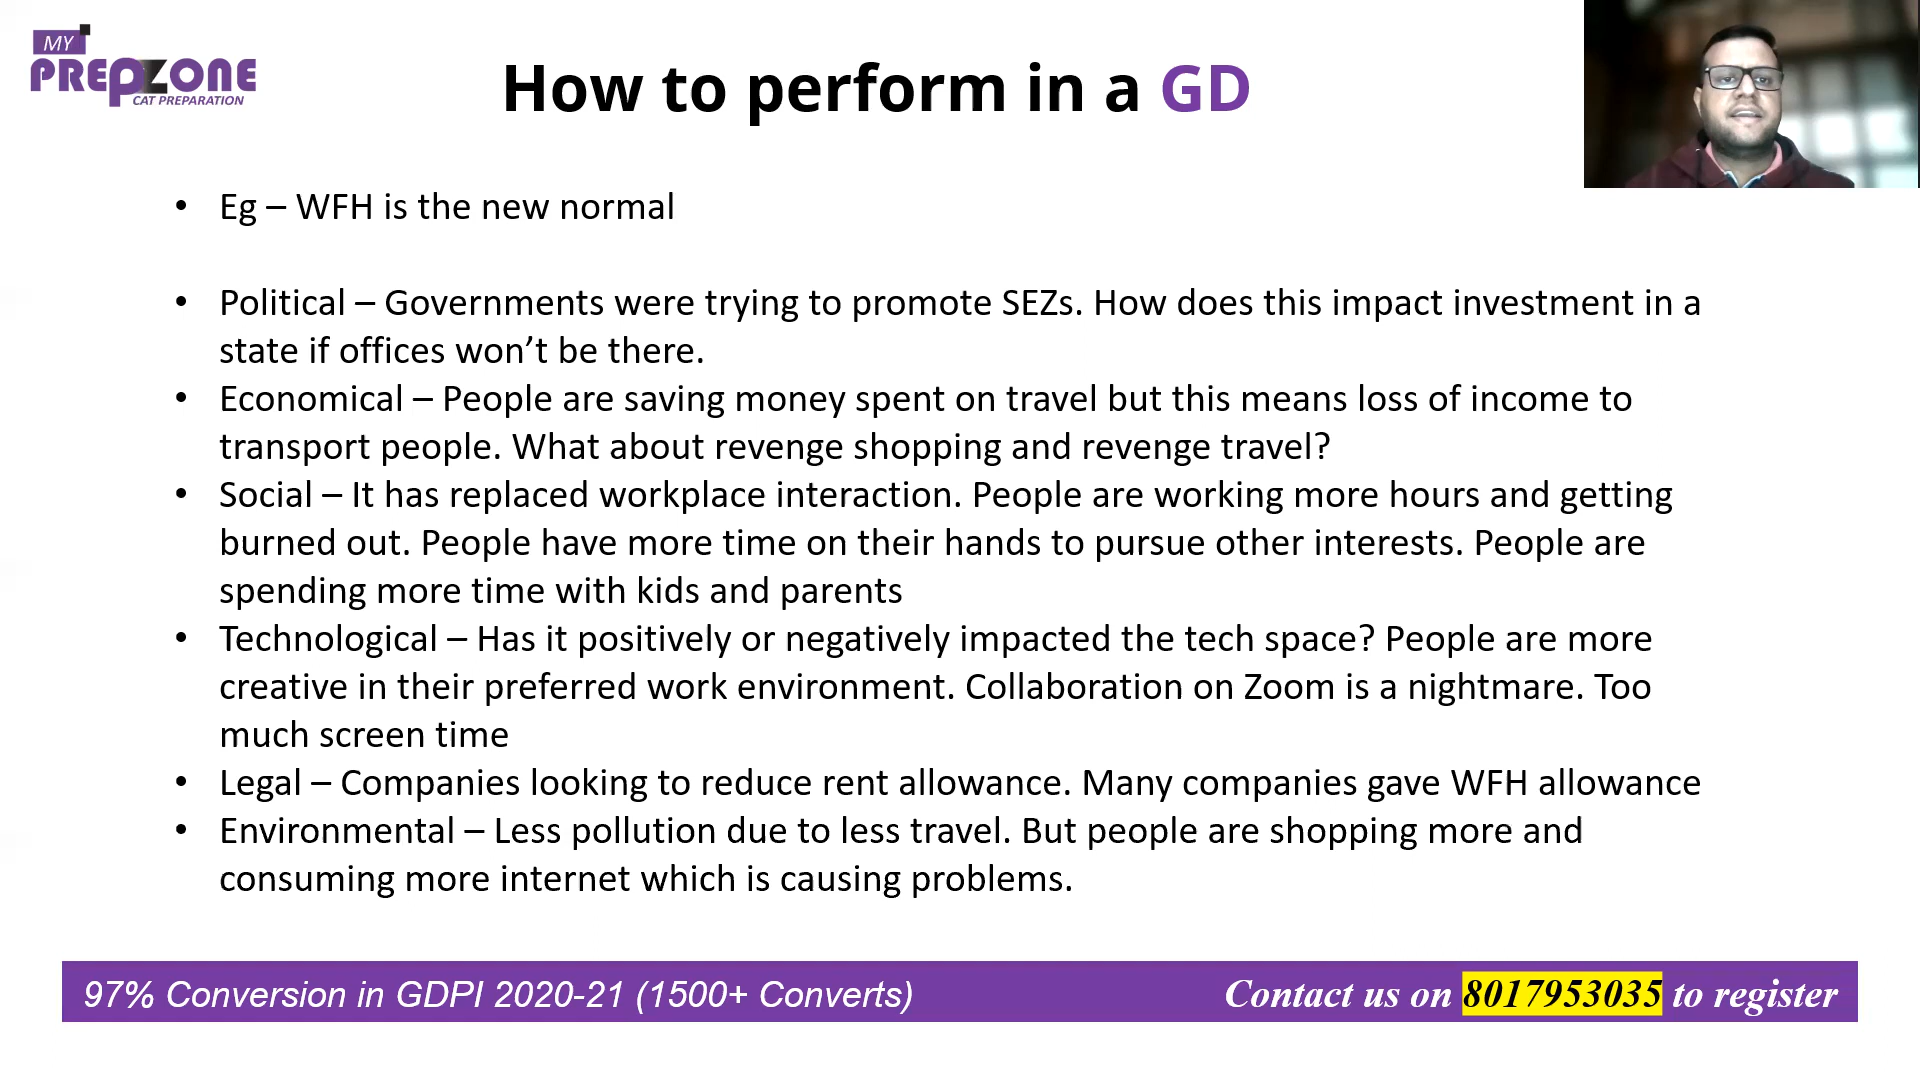 MY
PREPZONE
CAT PREPARATION
How to perform in a GD
• Eg – WFH is the new normal
• Political – Governments were trying to promote SEZs. How does this impact investment in a
state if offices won’t be there.
• Economical – People are saving money spent on travel but this means loss of income to
transport people. What about revenge shopping and revenge travel?
• Social – It has replaced workplace interaction. People are working more hours and getting
burned out. People have more time on their hands to pursue other interests. People are
spending more time with kids and parents
• Technological – Has it positively or negatively impacted the tech space? People are more
creative in their preferred work environment. Collaboration on Zoom is a nightmare. Too
much screen time
• Legal – Companies looking to reduce rent allowance. Many companies gave WFH allowance
• Environmental – Less pollution due to less travel. But people are shopping more and
consuming more internet which is causing problems.
97% Conversion in GDPI 2020-21 (1500+ Converts)
Contact us on 8017953035 to register